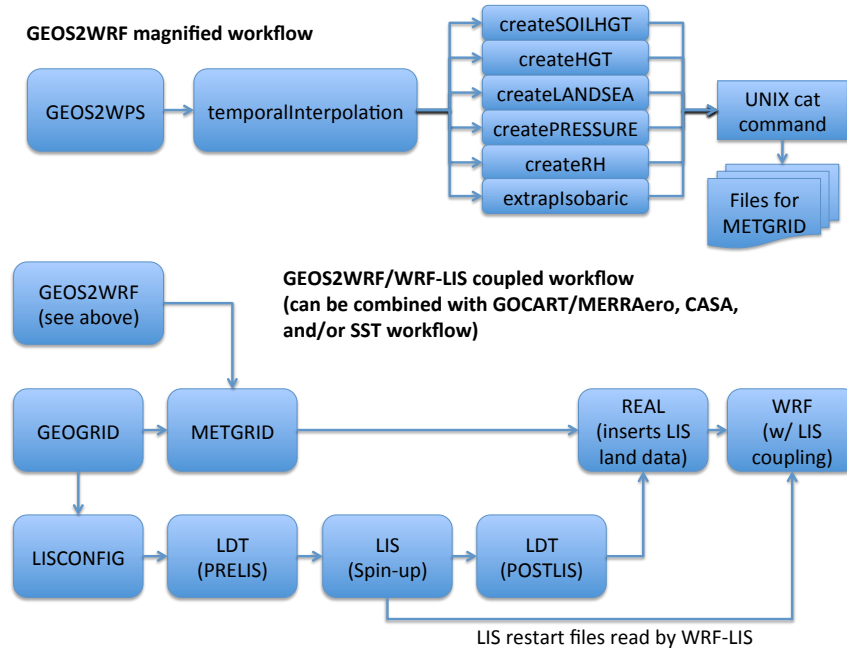 GEOS2WRF magnified workflow
GEOS2WPS
temporalInterpolation
createSOILHGT
createHGT
createLANDSEA
createPRESSURE
createRH
extrapIsobaric
UNIX cat
command
Files for
METGRID
GEOS2WRF/WRF-LIS coupled workflow
(can be combined with GOCART/MERRAero, CASA,
and/or SST workflow)
GEOS2WRF
(see above)
GEOGRID
METGRID
REAL
(inserts LIS
land data)
WRF
(w/ LIS
coupling)
LISCONFIG
LDT
(PRELIS)
LIS
(Spin-up)
LDT
(POSTLIS)
LIS restart files read by WRF-LIS